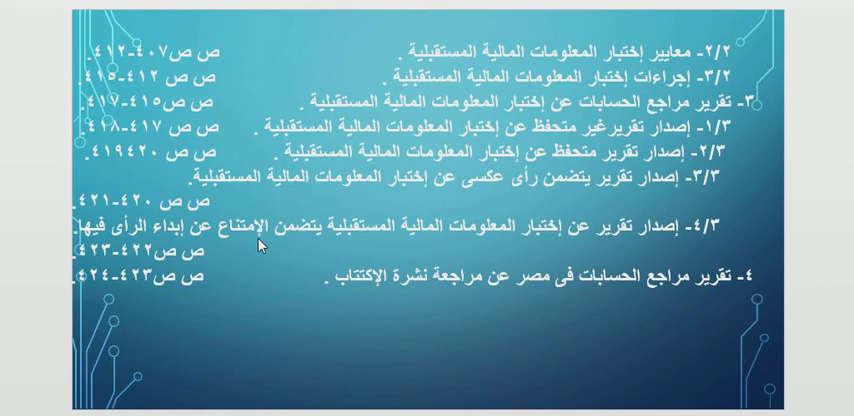 ٢/٢- معايير إختبار المعلومات المالية المستقبلية . ص ص٤٠٧-٤١٢.
٣/٢- إجراءات إختبار المعلومات المالية المستقبلية . ص ص ٤١٢-٤١٥.
٣- تقرير مراجع الحسابات عن إختبار المعلومات المالية المستقبلية . ص ص٤١٥-٤١٧.
١/٣- إصدار تقريرغير متحفظ عن إختبار المعلومات المالية المستقبلية . ص ص ٤١٧-٤١٨.
٢/٣- إصدار تقرير متحفظ عن إختبار المعلومات المالية المستقبلية . ص ص ٤١٩٤٢٠.
٣/٣- إصدار تقرير يتضمن رأى عكسى عن إختبار المعلومات المالية المستقبلية.
ص ص ٤٢٠-٤٢١.
٤/٣- إصدار تقرير عن إختبار المعلومات المالية المستقبلية يتضمن الإمتناع عن إبداء الرأى فيها.
ص ص٤٢٢-٤٢٣.
٤- تقرير مراجع الحسابات فى مصر عن مراجعة نشرة الإكتتاب . ص ص٤٢٣-٤٢٤.